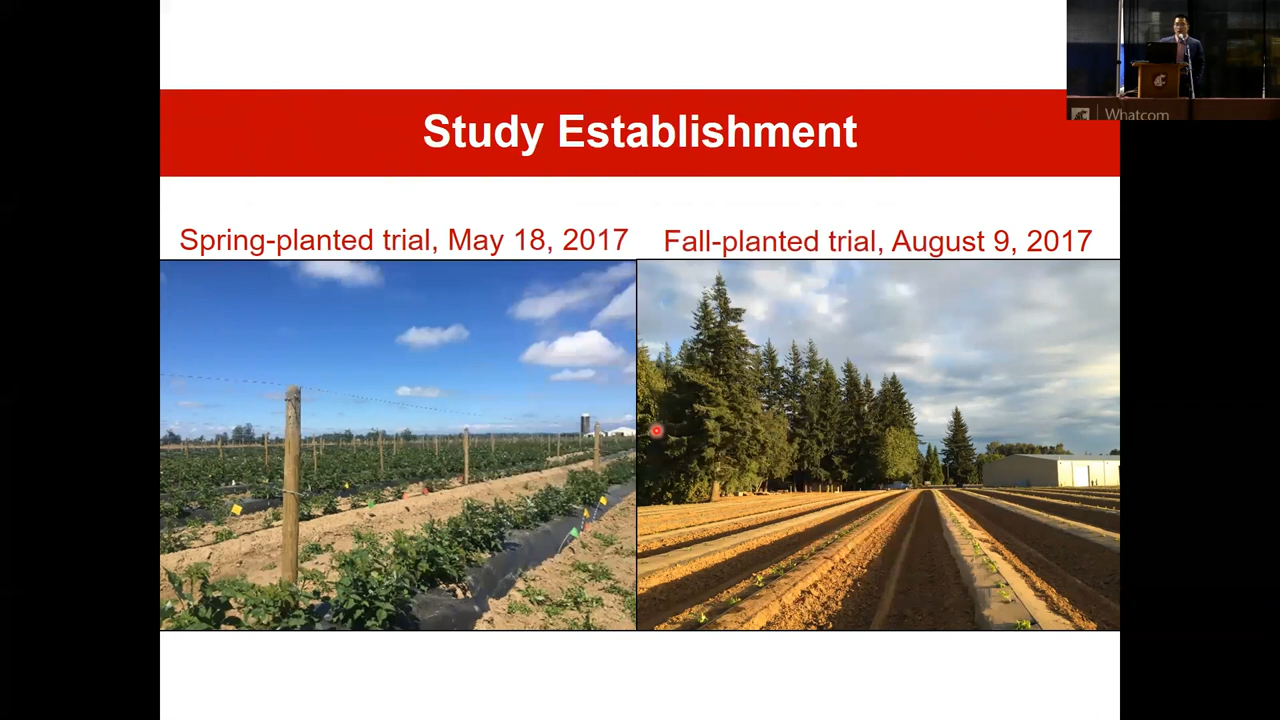 Study Establishment
Spring-planted trial, May 18, 2017
Fall-planted trial, August 9, 2017
Whatcom